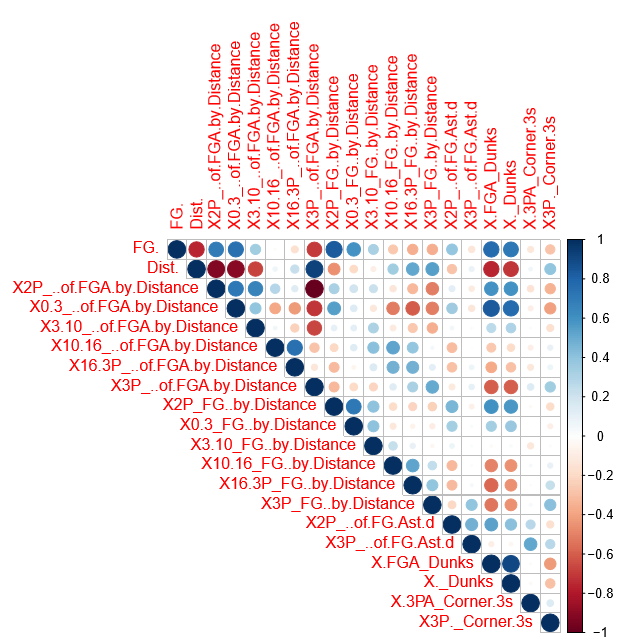 FG.
Dist.
X2P_..of.FGA.by.Distance
X0.3_..of.FGA.by.Distance
X3.10_..of.FGA.by.Distance
X10.16_..of.FGA.by.Distance
X16.3P_..of.FGA.by.Distance
X3P_..of.FGA.by.Distance
X2P_FG..by.Distance
X0.3_FG..by.Distance
X3.10_FG..by.Distance
X10.16_FG..by.Distance
X16.3P_FG..by.Distance
X3P_FG..by.Distance
X2P_..of.FG.Ast.d
X3P_..of.FG.Ast.d
X.FGA_Dunks
X._Dunks
X.3PA_Corner.3s
X3P._Corner.3s
FG.
Dist.
X2P_..of.FGA.by.Distance
X0.3_..of.FGA.by.Distance
X3.10_..of.FGA.by.Distance
X10.16_..of.FGA.by.Distance
X16.3P_..of.FGA.by.Distance
X3P_..of.FGA.by.Distance
X2P_FG..by.Distance
X0.3_FG..by.Distance
X3.10_FG..by.Distance
X10.16_FG..by.Distance
X16.3P_FG..by.Distance
X3P_FG..by.Distance
X2P_..of.FG.Ast.d
X3P_..of.FG.Ast.d
X.FGA_Dunks
X._Dunks
X.3PA_Corner.3s
X3P._Corner.3s
1
0.8
0.6
0.4
0.2
0
−0.2
−0.4
−0.6
−0.8
−1